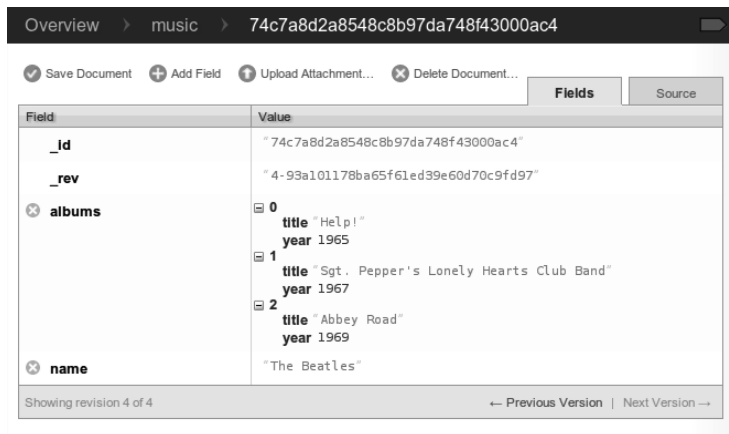 Overview > music > 74c7a8d2a8548c8b97da748f43000ac4
Save Document Add Field Upload Attachment... Delete Document...
Fields Source
Field Value
_id "74c7a8d2a8548c8b97da748f43000ac4"
_rev "4-93a101178ba65f61ed39e60d70c9fd97"
albums 0
title "Help!"
year 1965
1
title "Sgt. Pepper's Lonely Hearts Club Band"
year 1967
2
title "Abbey Road"
year 1969
name "The Beatles"
Showing revision 4 of 4 ← Previous Version | Next Version →